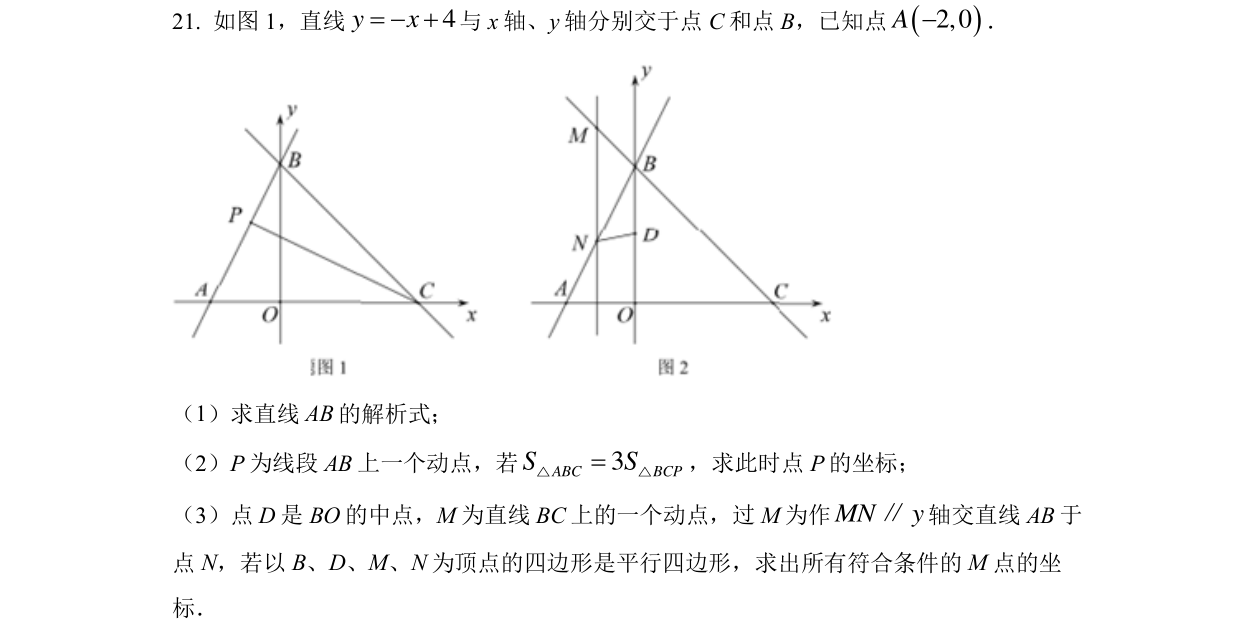 21. 如图 1，直线 y = −x + 4 与 x 轴、y 轴分别交于点 C 和点 B，已知点 A(−2,0)．
y
B
P
A
C
O
x
图 1
y
M
B
N
D
A
C
O
x
图 2
（1）求直线 AB 的解析式；
（2）P 为线段 AB 上一个动点，若 S△ABC = 3S△BCP，求此时点 P 的坐标；
（3）点 D 是 BO 的中点，M 为直线 BC 上的一个动点，过 M 为作 MN // y 轴交直线 AB 于
点 N，若以 B、D、M、N 为顶点的四边形是平行四边形，求出所有符合条件的 M 点的坐
标．